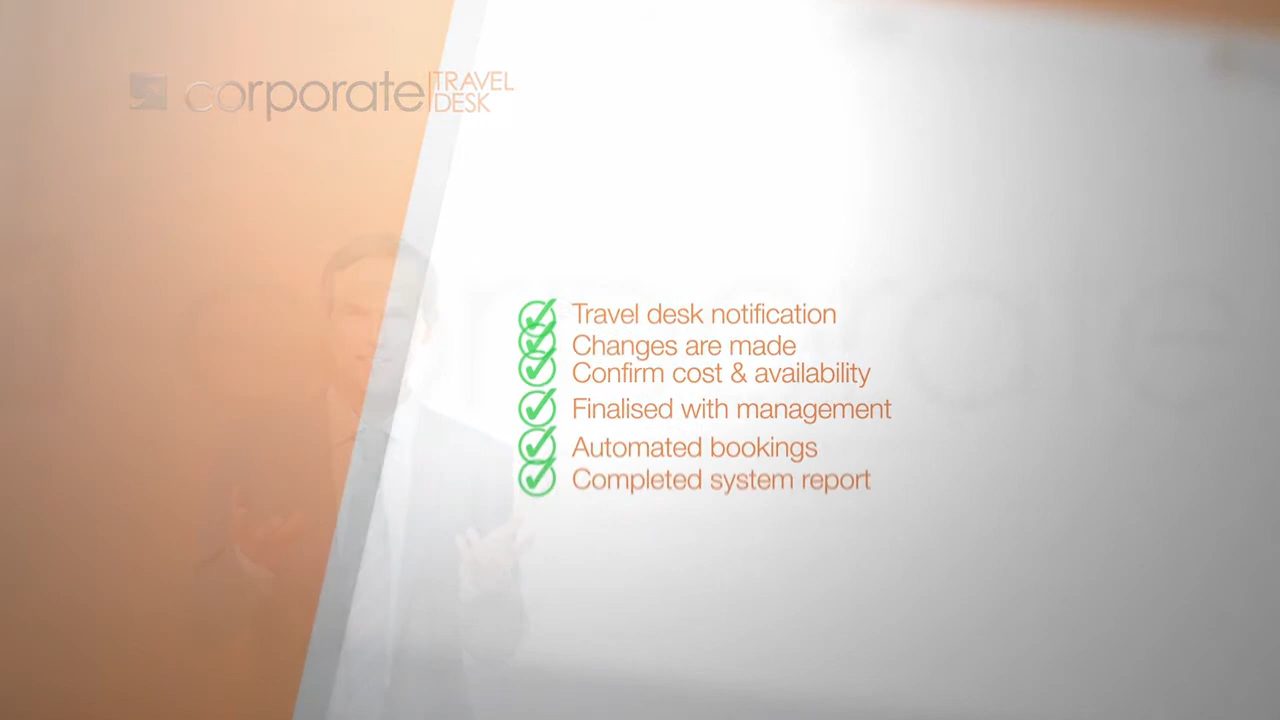 corporate TRAVEL
DESK
Travel desk notification
Changes are made
Confirm cost & availability
Finalised with management
Automated bookings
Completed system report